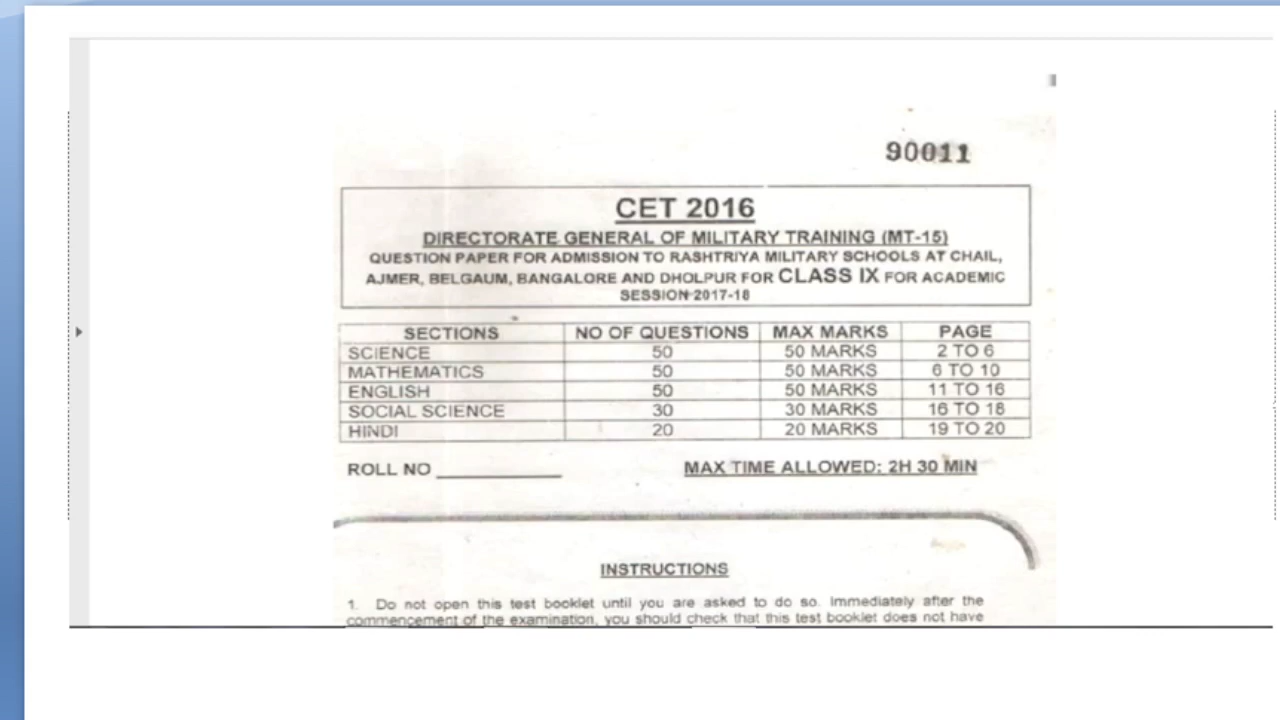 90011
CET 2016
DIRECTORATE GENERAL OF MILITARY TRAINING (MT-15)
QUESTION PAPER FOR ADMISSION TO RASHTRIYA MILITARY SCHOOLS AT CHAIL,
AJMER, BELGAUM, BANGALORE AND DHOLPUR FOR CLASS IX FOR ACADEMIC
SESSION 2017-18
SECTIONS NO OF QUESTIONS MAX MARKS PAGE
SCIENCE 50 50 MARKS 2 TO 6
MATHEMATICS 50 50 MARKS 6 TO 10
ENGLISH 50 50 MARKS 11 TO 16
SOCIAL SCIENCE 30 30 MARKS 16 TO 18
HINDI 20 20 MARKS 19 TO 20
ROLL NO __________ MAX TIME ALLOWED: 2H 30 MIN
INSTRUCTIONS
1. Do not open this test booklet until you are asked to do so. Immediately after the
commencement of the examination, you should check that this test booklet does not have